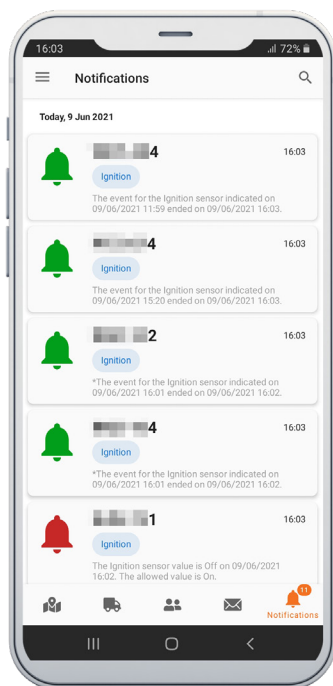 16:03 72%
Notifications
Today, 9 Jun 2021
4 16:03
Ignition
The event for the Ignition sensor indicated on
09/06/2021 11:59 ended on 09/06/2021 16:03.
4 16:03
Ignition
The event for the Ignition sensor indicated on
09/06/2021 15:20 ended on 09/06/2021 16:03.
2 16:03
Ignition
*The event for the Ignition sensor indicated on
09/06/2021 16:01 ended on 09/06/2021 16:02.
4 16:03
Ignition
*The event for the Ignition sensor indicated on
09/06/2021 16:01 ended on 09/06/2021 16:02.
1 16:03
Ignition
The Ignition sensor value is Off on 09/06/2021
16:02. The allowed value is On.
11
Notifications